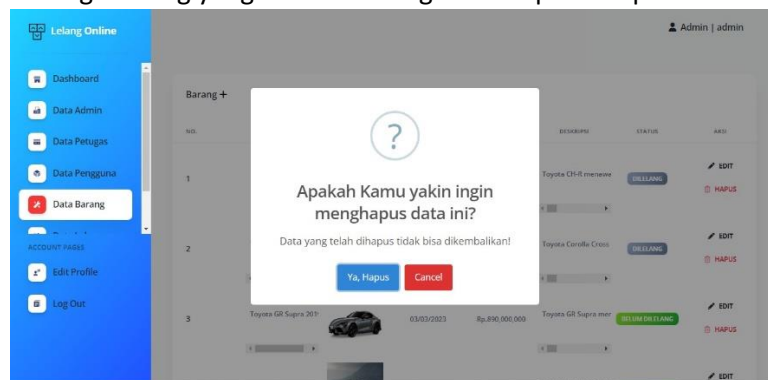 Lelang Online
Admin | admin
Dashboard
Data Admin
Data Petugas
Data Pengguna
Data Barang
ACCOUNT PAGES
Edit Profile
Log Out
Barang +
NO.
DESKRIPSI
STATUS
AKSI
?
Apakah Kamu yakin ingin
menghapus data ini?
Data yang telah dihapus tidak bisa dikembalikan!
Ya, Hapus
Cancel
1
Toyota CH-R menawa
DILELANG
EDIT
HAPUS
2
Toyota Corolla Cross
DILELANG
EDIT
HAPUS
3
Toyota GR Supra 201
03/03/2023
Rp.890,000,000
Toyota GR Supra mer
BELUM DILELANG
EDIT
HAPUS
EDIT